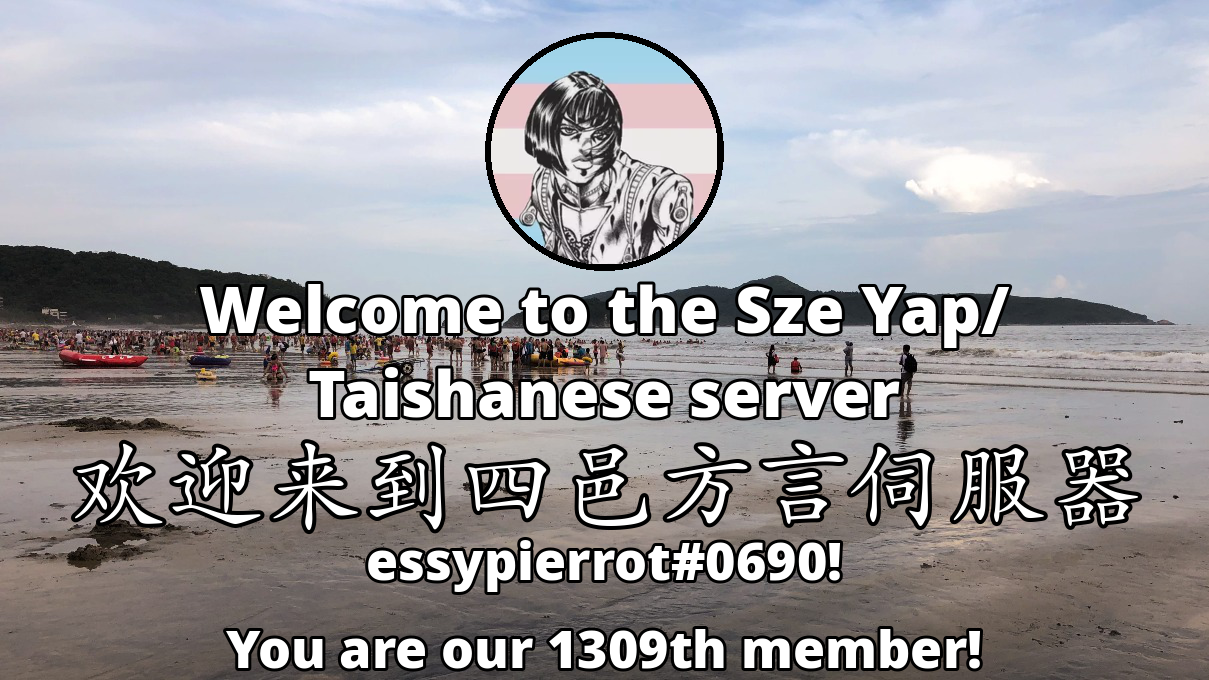 Welcome to the Sze Yap/
Taishanese server
欢迎来到四邑方言伺服器
essypierrot#0690!
You are our 1309th member!